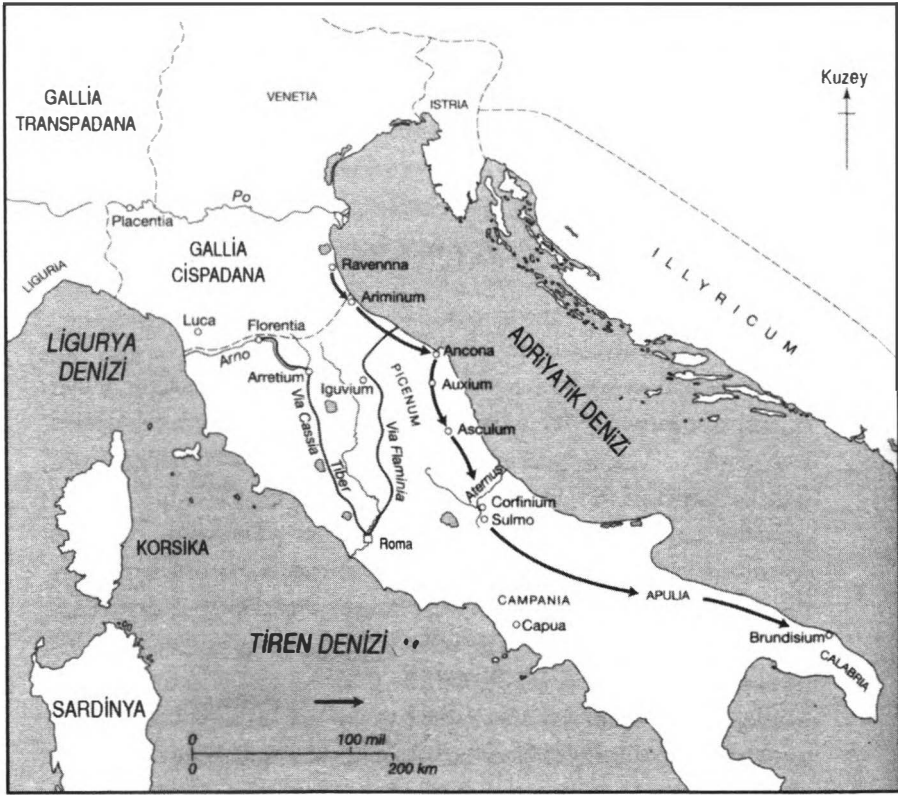 GALLİA
TRANSPADANA
VENETIA
ISTRIA
Kuzey
Po
Placentia
GALLİA
CİSPADANA
LIGURIA
Ravennna
Ariminum
ILLYRICUM
Luca
Florentia
LİGURYA
DENİZİ
Arno
Arretium
Iguvium
PICENUM
Ancona
Auxium
ADRİYATİK DENİZİ
Via Cassia
Tiber
Via Flaminia
Asculum
Aternus
Corfinium
Sulmo
Roma
KORSİKA
CAMPANIA
APULIA
Capua
Brundisium
CALABRIA
TİREN DENİZİ
SARDİNYA
0 100 mil
0 200 km